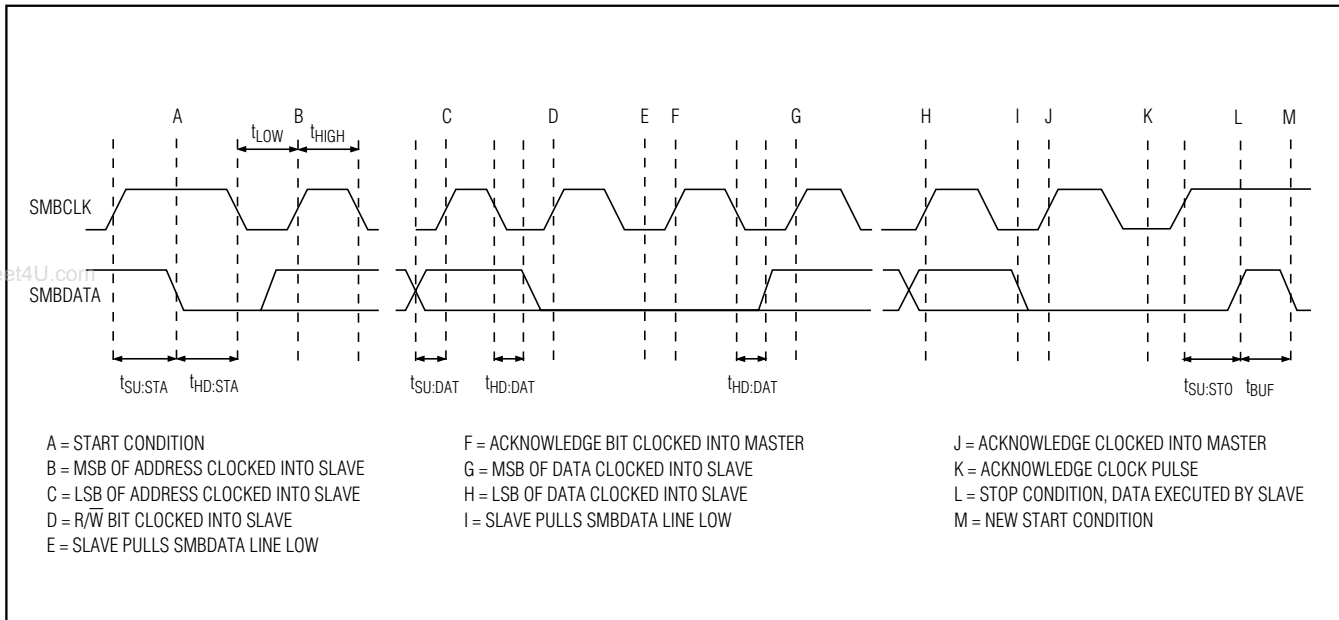 A B C D E F G H I J K L M
tLOW tHIGH
SMBCLK
eet4U.com
SMBDATA
tSU:STA tHD:STA tSU:DAT tHD:DAT tHD:DAT tSU:STO tBUF
A = START CONDITION
B = MSB OF ADDRESS CLOCKED INTO SLAVE
C = LSB OF ADDRESS CLOCKED INTO SLAVE
D = R/W̅ BIT CLOCKED INTO SLAVE
E = SLAVE PULLS SMBDATA LINE LOW
F = ACKNOWLEDGE BIT CLOCKED INTO MASTER
G = MSB OF DATA CLOCKED INTO SLAVE
H = LSB OF DATA CLOCKED INTO SLAVE
I = SLAVE PULLS SMBDATA LINE LOW
J = ACKNOWLEDGE CLOCKED INTO MASTER
K = ACKNOWLEDGE CLOCK PULSE
L = STOP CONDITION, DATA EXECUTED BY SLAVE
M = NEW START CONDITION